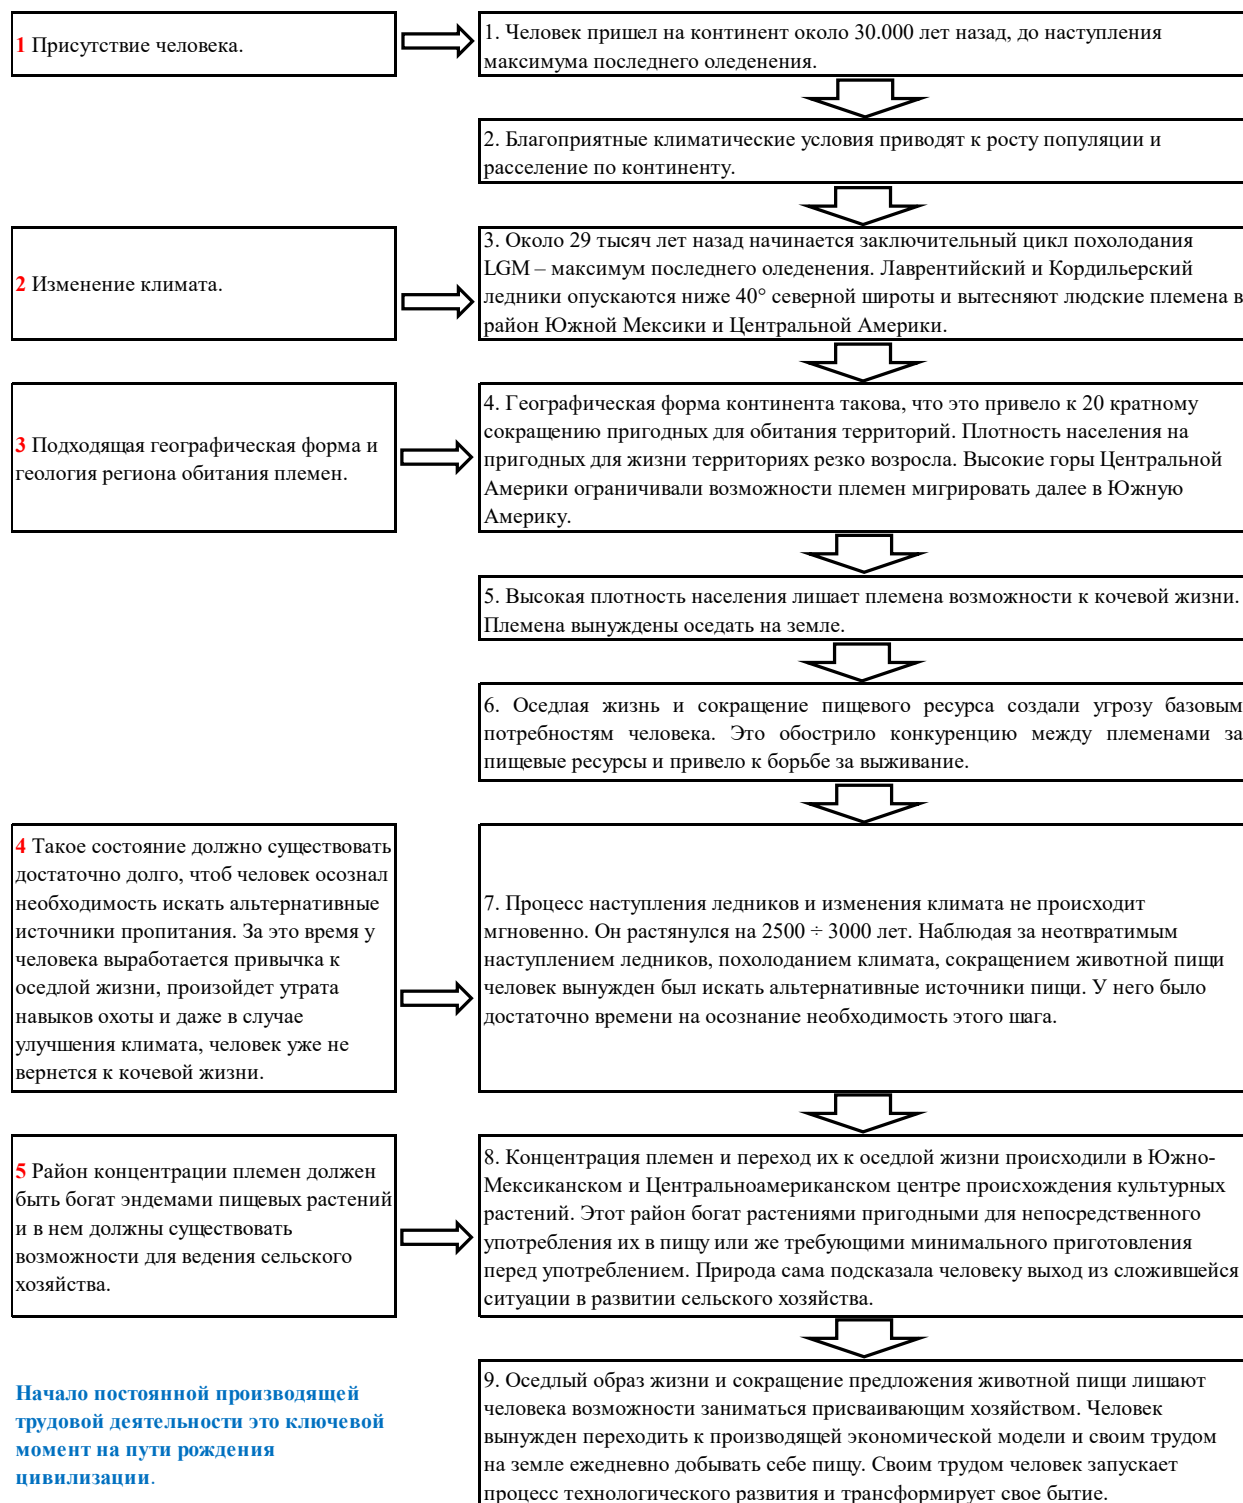 1 Присутствие человека.
1. Человек пришел на континент около 30.000 лет назад, до наступления
максимума последнего оледенения.
2. Благоприятные климатические условия приводят к росту популяции и
расселение по континенту.
2 Изменение климата.
3. Около 29 тысяч лет назад начинается заключительный цикл похолодания
LGM – максимум последнего оледенения. Лаврентийский и Кордильерский
ледники опускаются ниже 40° северной широты и вытесняют людские племена в
район Южной Мексики и Центральной Америки.
3 Подходящая географическая форма и
геология региона обитания племен.
4. Географическая форма континента такова, что это привело к 20 кратному
сокращению пригодных для обитания территорий. Плотность населения на
пригодных для жизни территориях резко возросла. Высокие горы Центральной
Америки ограничивали возможности племен мигрировать далее в Южную
Америку.
5. Высокая плотность населения лишает племена возможности к кочевой жизни.
Племена вынуждены оседать на земле.
6. Оседлая жизнь и сокращение пищевого ресурса создали угрозу базовым
потребностям человека. Это обострило конкуренцию между племенами за
пищевые ресурсы и привело к борьбе за выживание.
4 Такое состояние должно существовать
достаточно долго, чтоб человек осознал
необходимость искать альтернативные
источники пропитания. За это время у
человека выработается привычка к
оседлой жизни, произойдет утрата
навыков охоты и даже в случае
улучшения климата, человек уже не
вернется к кочевой жизни.
7. Процесс наступления ледников и изменения климата не происходит
мгновенно. Он растянулся на 2500 ÷ 3000 лет. Наблюдая за неотвратимым
наступлением ледников, похолоданием климата, сокращением животной пищи
человек вынужден был искать альтернативные источники пищи. У него было
достаточно времени на осознание необходимость этого шага.
5 Район концентрации племен должен
быть богат эндемами пищевых растений
и в нем должны существовать
возможности для ведения сельского
хозяйства.
8. Концентрация племен и переход их к оседлой жизни происходили в Южно-
Мексиканском и Центральноамериканском центре происхождения культурных
растений. Этот район богат растениями пригодными для непосредственного
употребления их в пищу или же требующими минимального приготовления
перед употреблением. Природа сама подсказала человеку выход из сложившейся
ситуации в развитии сельского хозяйства.
Начало постоянной производящей
трудовой деятельности это ключевой
момент на пути рождения
цивилизации.
9. Оседлый образ жизни и сокращение предложения животной пищи лишают
человека возможности заниматься присваивающим хозяйством. Человек
вынужден переходить к производящей экономической модели и своим трудом
на земле ежедневно добывать себе пищу. Своим трудом человек запускает
процесс технологического развития и трансформирует свое бытие.